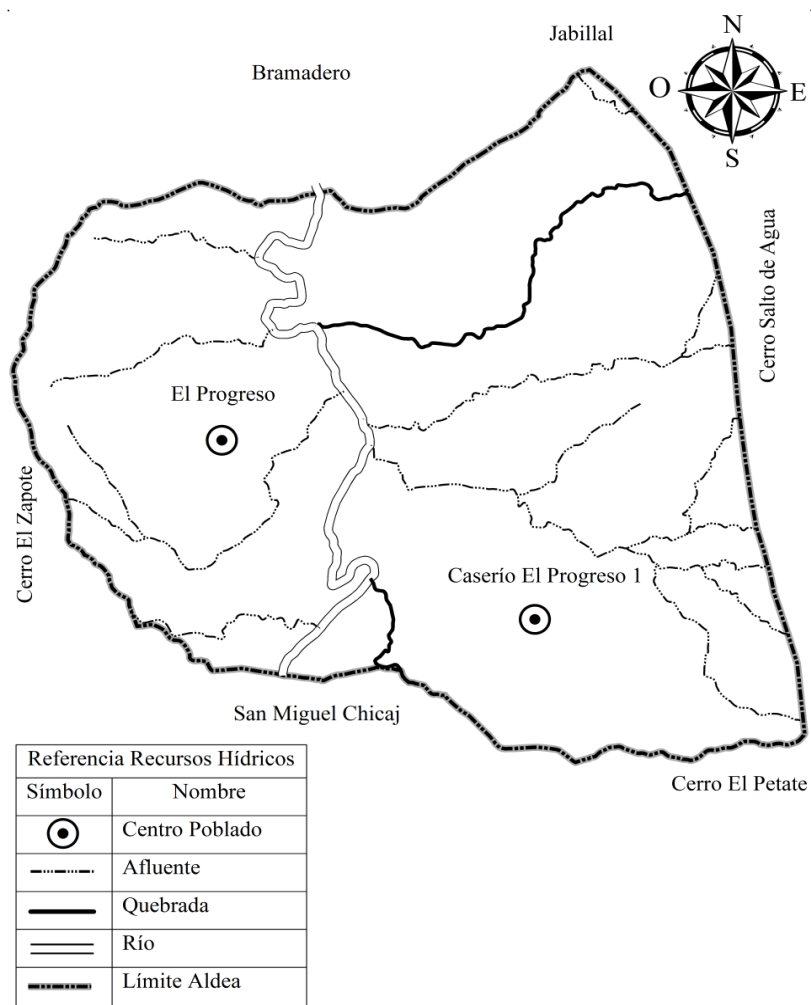 Jabillal
Bramadero
N
O
E
S
Cerro Salto de Agua
El Progreso
Cerro El Zapote
Caserío El Progreso 1
San Miguel Chicaj
Cerro El Petate
Referencia Recursos Hídricos
Símbolo Nombre
Centro Poblado
Afluente
Quebrada
Río
Límite Aldea